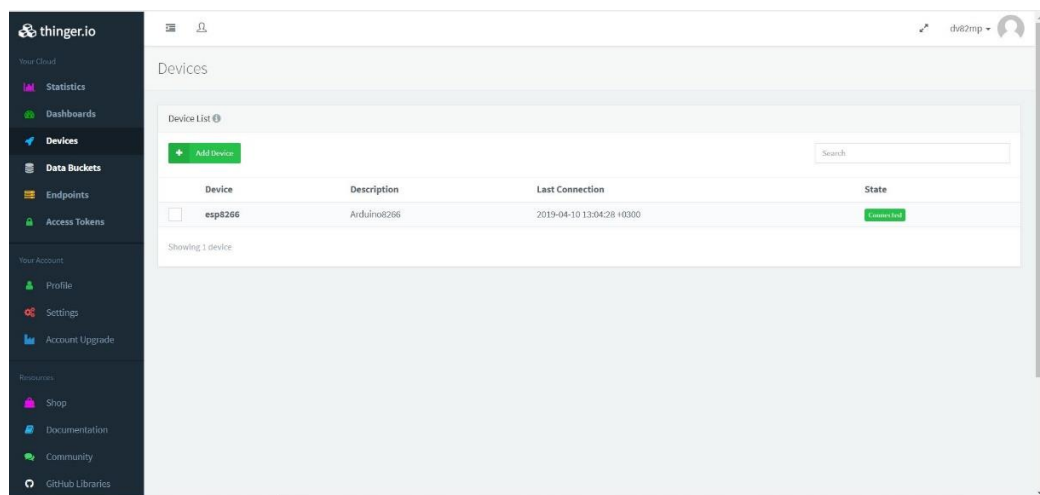 thinger.io
dv82mp
Your Cloud
Statistics
Dashboards
Devices
Data Buckets
Endpoints
Access Tokens
Your Account
Profile
Settings
Account Upgrade
Resources
Shop
Documentation
Community
GitHub Libraries
Devices
Device List
Add Device
Search
Device Description Last Connection State
esp8266 Arduino8266 2019-04-10 13:04:28 +0300 Connected
Showing 1 device